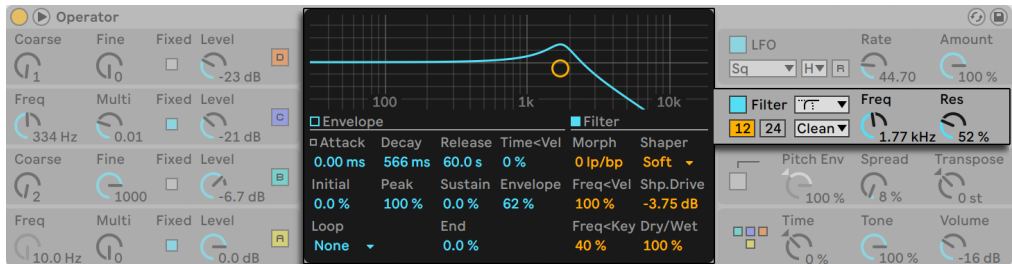 Operator
Coarse Fine Fixed Level
1 0 -23 dB D
Freq Multi Fixed Level
334 Hz 0.01 -21 dB C
Coarse Fine Fixed Level
2 1000 -6.7 dB B
Freq Multi Fixed Level
10.0 Hz 0 0.0 dB A
100 1k 10k
Envelope Filter
Attack Decay Release Time<Vel Morph Shaper
0.00 ms 566 ms 60.0 s 0 % 0 lp/bp Soft
Initial Peak Sustain Envelope Freq<Vel Shp.Drive
0.0 % 100 % 0.0 % 62 % 100 % -3.75 dB
Loop End Freq<Key Dry/Wet
None 0.0 % 40 % 100 %
LFO Rate Amount
Sq H R 44.70 100 %
Filter Freq Res
12 24 Clean 1.77 kHz 52 %
Pitch Env Spread Transpose
100 % 8 % 0 st
Time Tone Volume
0 % 100 % -16 dB